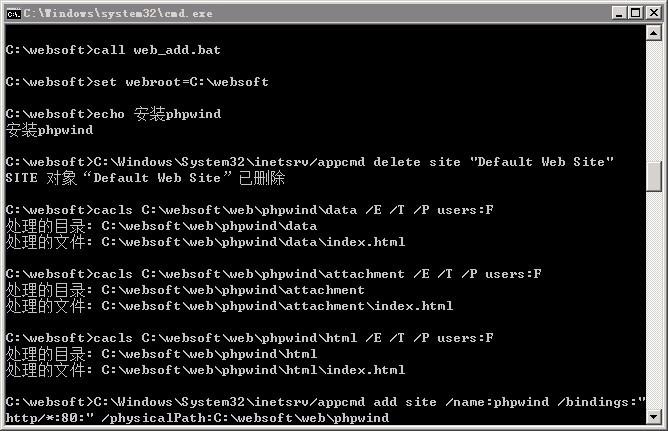 C:\Windows\system32\cmd.exe
C:\websoft>call web_add.bat
C:\websoft>set webroot=C:\websoft
C:\websoft>echo 安装phpwind
安装phpwind
C:\websoft>C:\Windows\System32\inetsrv/appcmd delete site "Default Web Site"
SITE 对象“Default Web Site”已删除
C:\websoft>cacls C:\websoft\web\phpwind\data /E /T /P users:F
处理的目录: C:\websoft\web\phpwind\data
处理的文件: C:\websoft\web\phpwind\data\index.html
C:\websoft>cacls C:\websoft\web\phpwind\attachment /E /T /P users:F
处理的目录: C:\websoft\web\phpwind\attachment
处理的文件: C:\websoft\web\phpwind\attachment\index.html
C:\websoft>cacls C:\websoft\web\phpwind\html /E /T /P users:F
处理的目录: C:\websoft\web\phpwind\html
处理的文件: C:\websoft\web\phpwind\html\index.html
C:\websoft>C:\Windows\System32\inetsrv/appcmd add site /name:phpwind /bindings:"
http/*:80:" /physicalPath:C:\websoft\web\phpwind